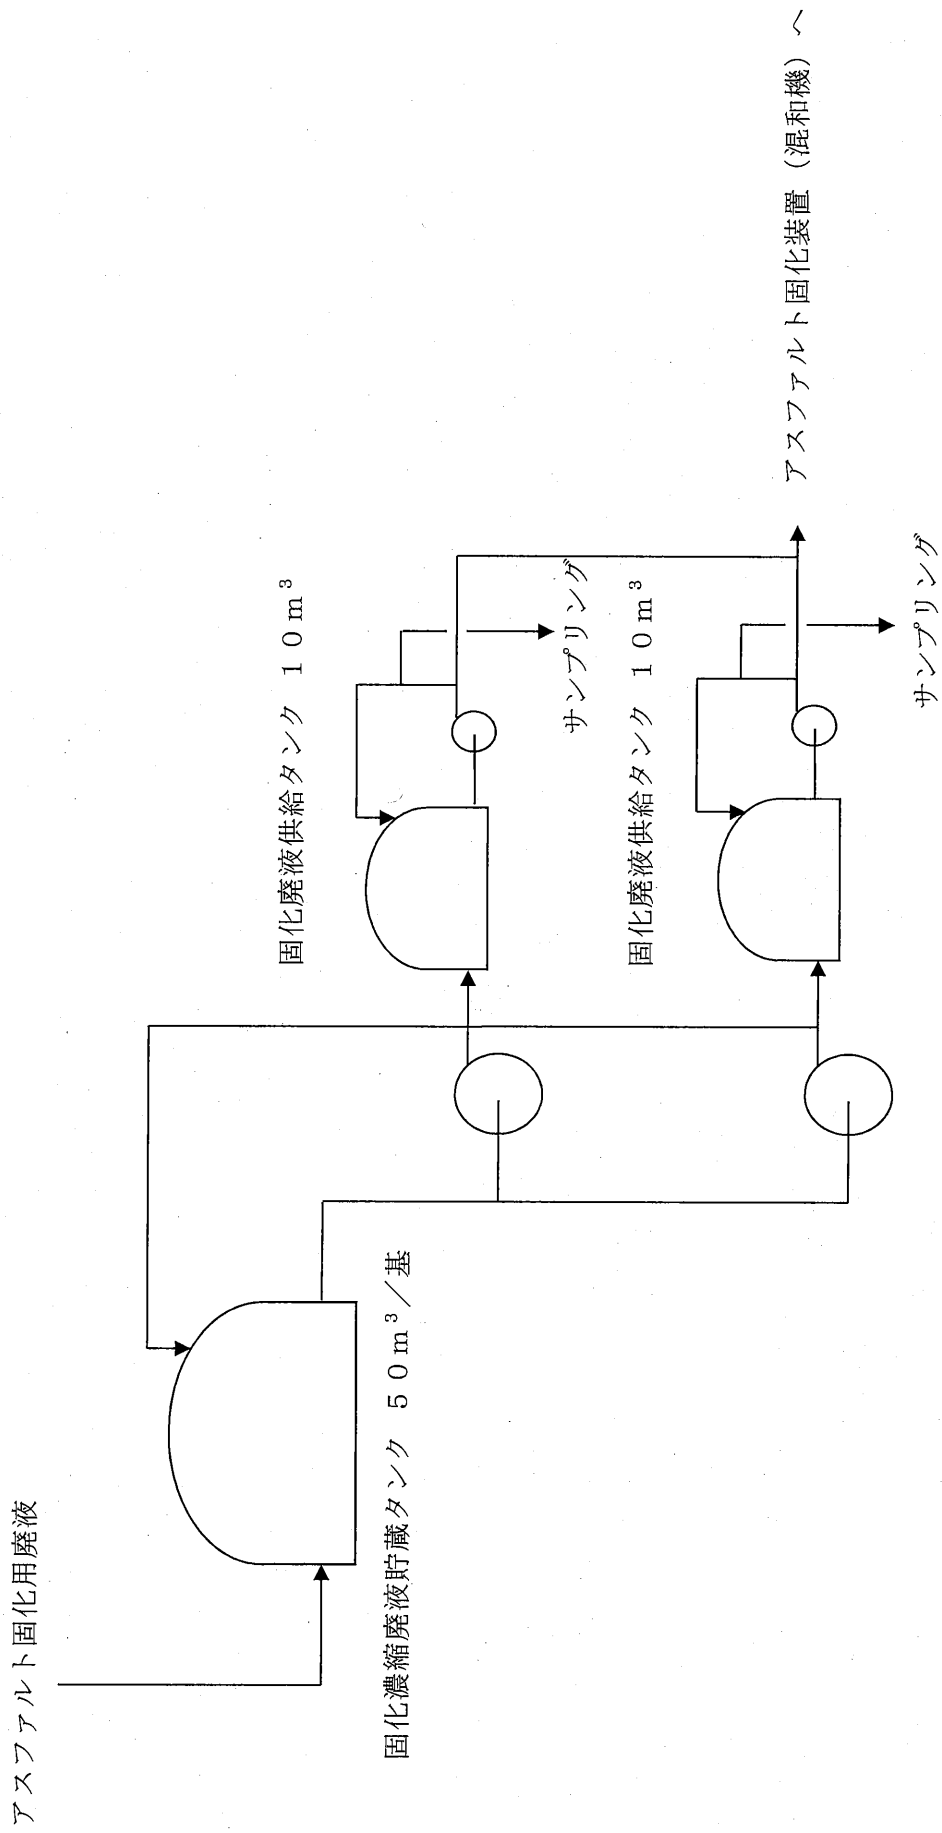 アスファルト固化用廃液
固化濃縮廃液貯蔵タンク ５０ｍ³／基
固化廃液供給タンク １０ｍ³
サンプリング
固化廃液供給タンク １０ｍ³
サンプリング
アスファルト固化装置（混和機）へ